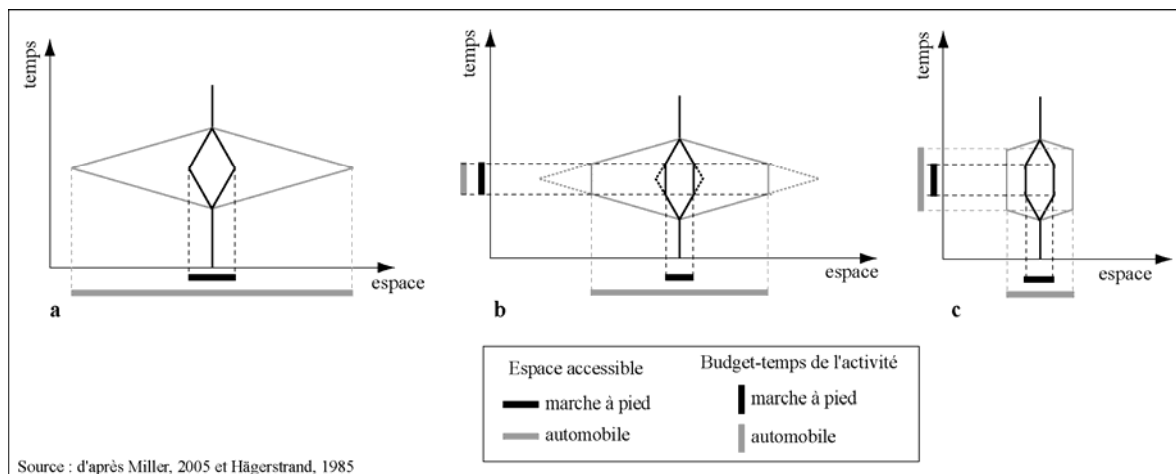 temps
espace
a
temps
espace
b
temps
espace
c
Espace accessible
marche à pied
automobile
Budget-temps de l'activité
marche à pied
automobile
Source : d'après Miller, 2005 et Hägerstrand, 1985